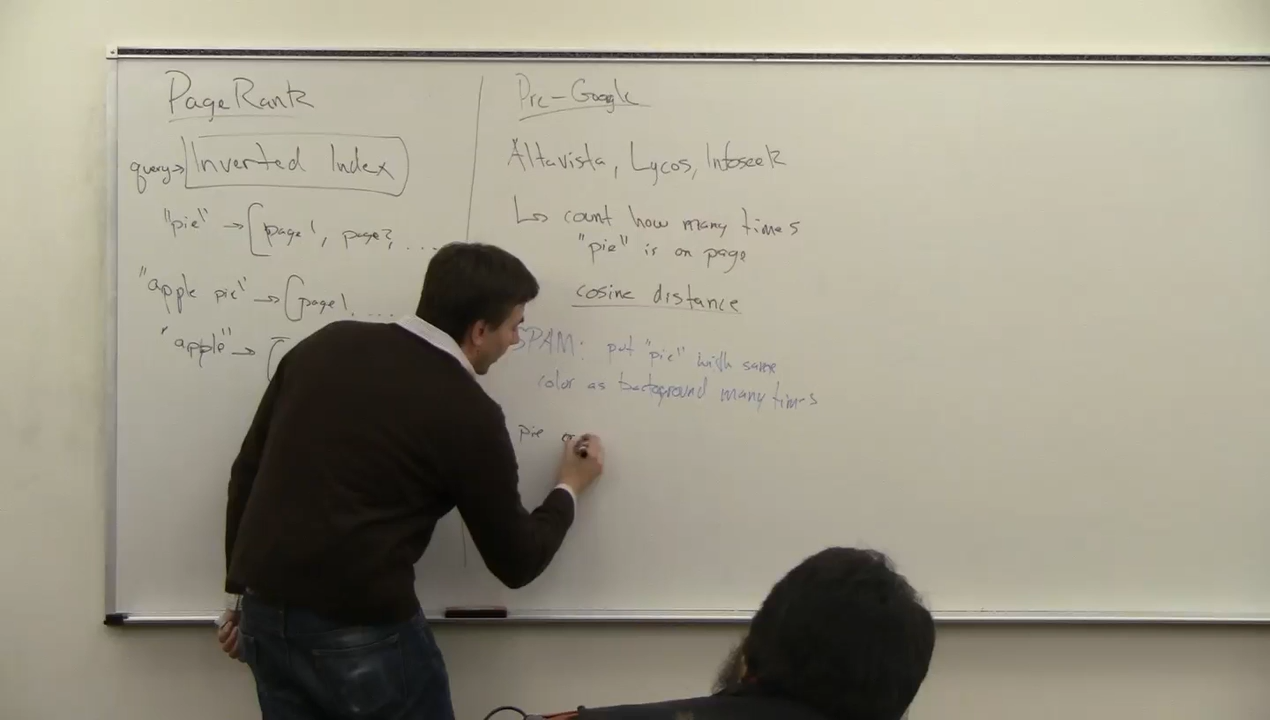 PageRank
query → Inverted Index
"pie" → [page1, page2, ...
"apple pie" → [page1 ....
"apple" → [
Pre-Google
Altavista, Lycos, Infoseek
↳ count how many times
"pie" is on page
cosine distance
SPAM: put "pie" with same
color as background many times
pie